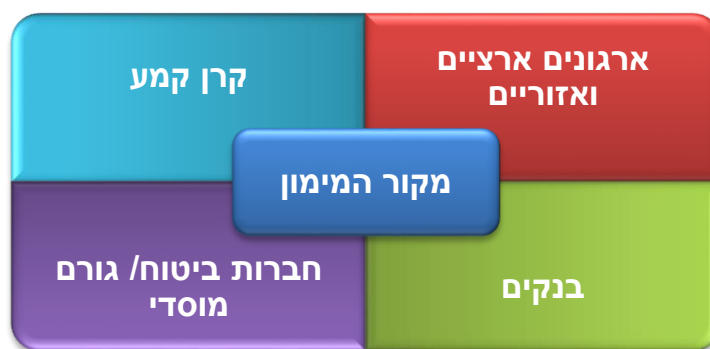 ארגונים ארציים
ואזוריים
קרן קמע
מקור המימון
בנקים
חברות ביטוח/ גורם
מוסדי